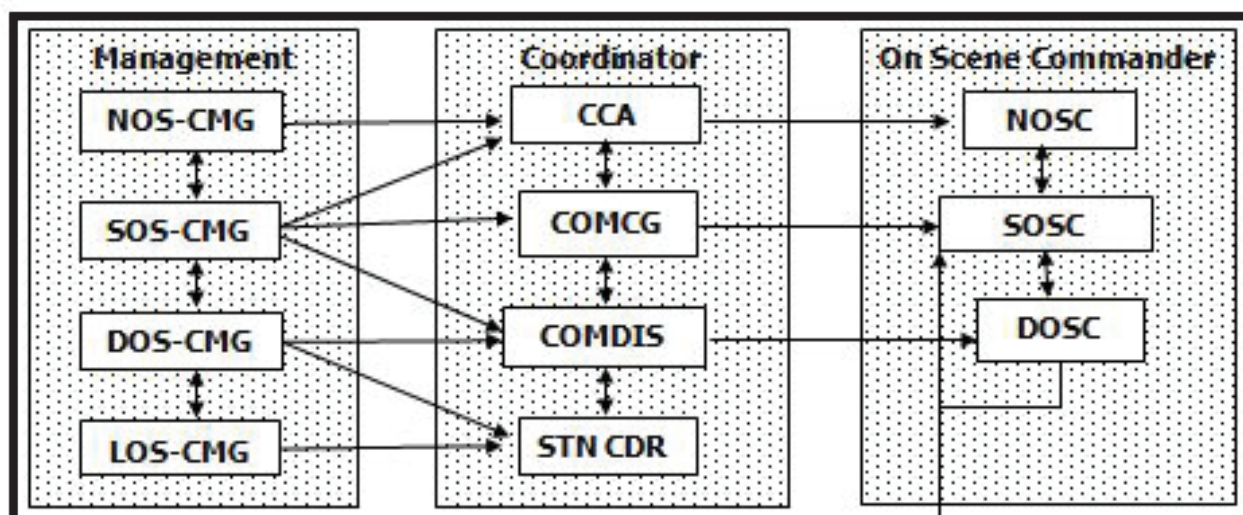 Management
NOS-CMG
SOS-CMG
DOS-CMG
LOS-CMG
Coordinator
CCA
COMCG
COMDIS
STN CDR
On Scene Commander
NOSC
SOSC
DOSC